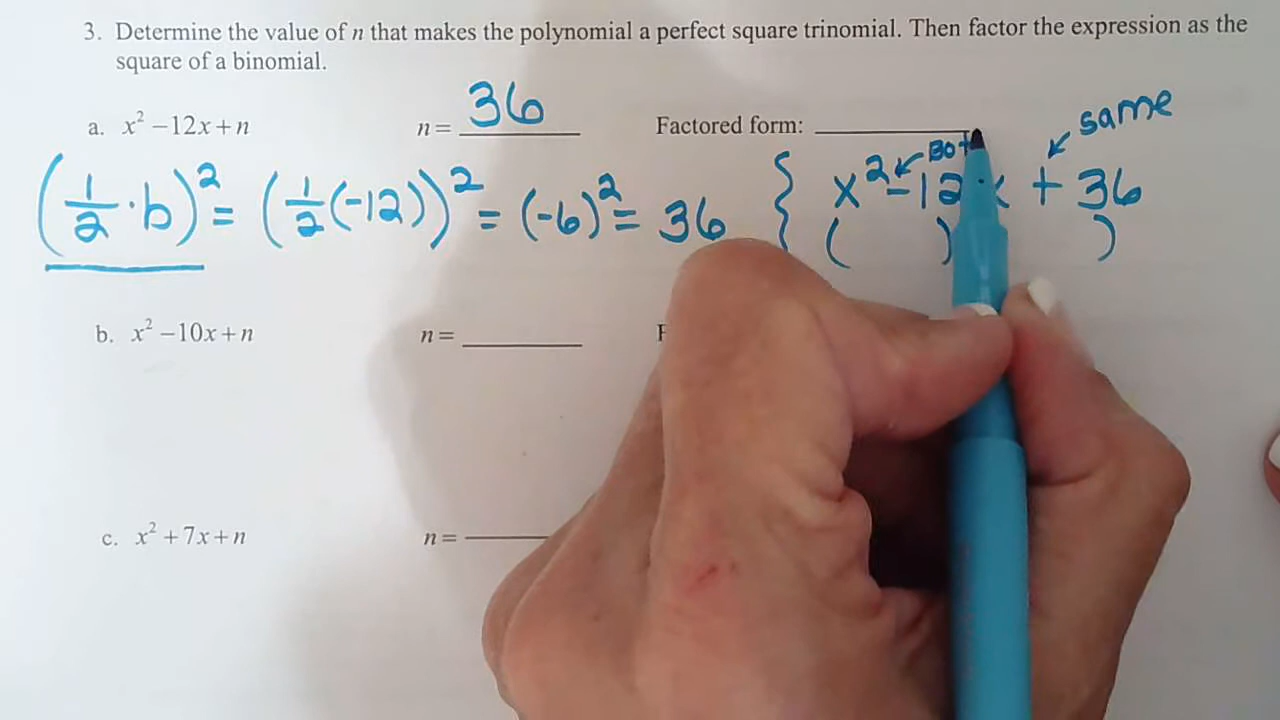 3. Determine the value of n that makes the polynomial a perfect square trinomial. Then factor the expression as the
square of a binomial.
a. x² −12x+n n= 36 Factored form:
same
(1/2 · b)² = (1/2 (-12))² = (-6)² = 36 { x² - 12x + 36
( ) )
b. x² −10x+n n=
c. x² +7x+n n=